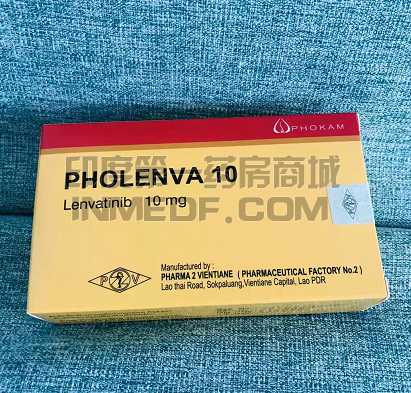 PHOKAM
印度第一药房商城
PHOLENVA 10
INMEDF.COM
Lenvatinib 10 mg
Manufactured by :
PHARMA 2 VIENTIANE ( PHARMACEUTICAL FACTORY No.2 )
Lao thai Road, Sokpaluang,Vientiane Capital, Lao PDR
P V